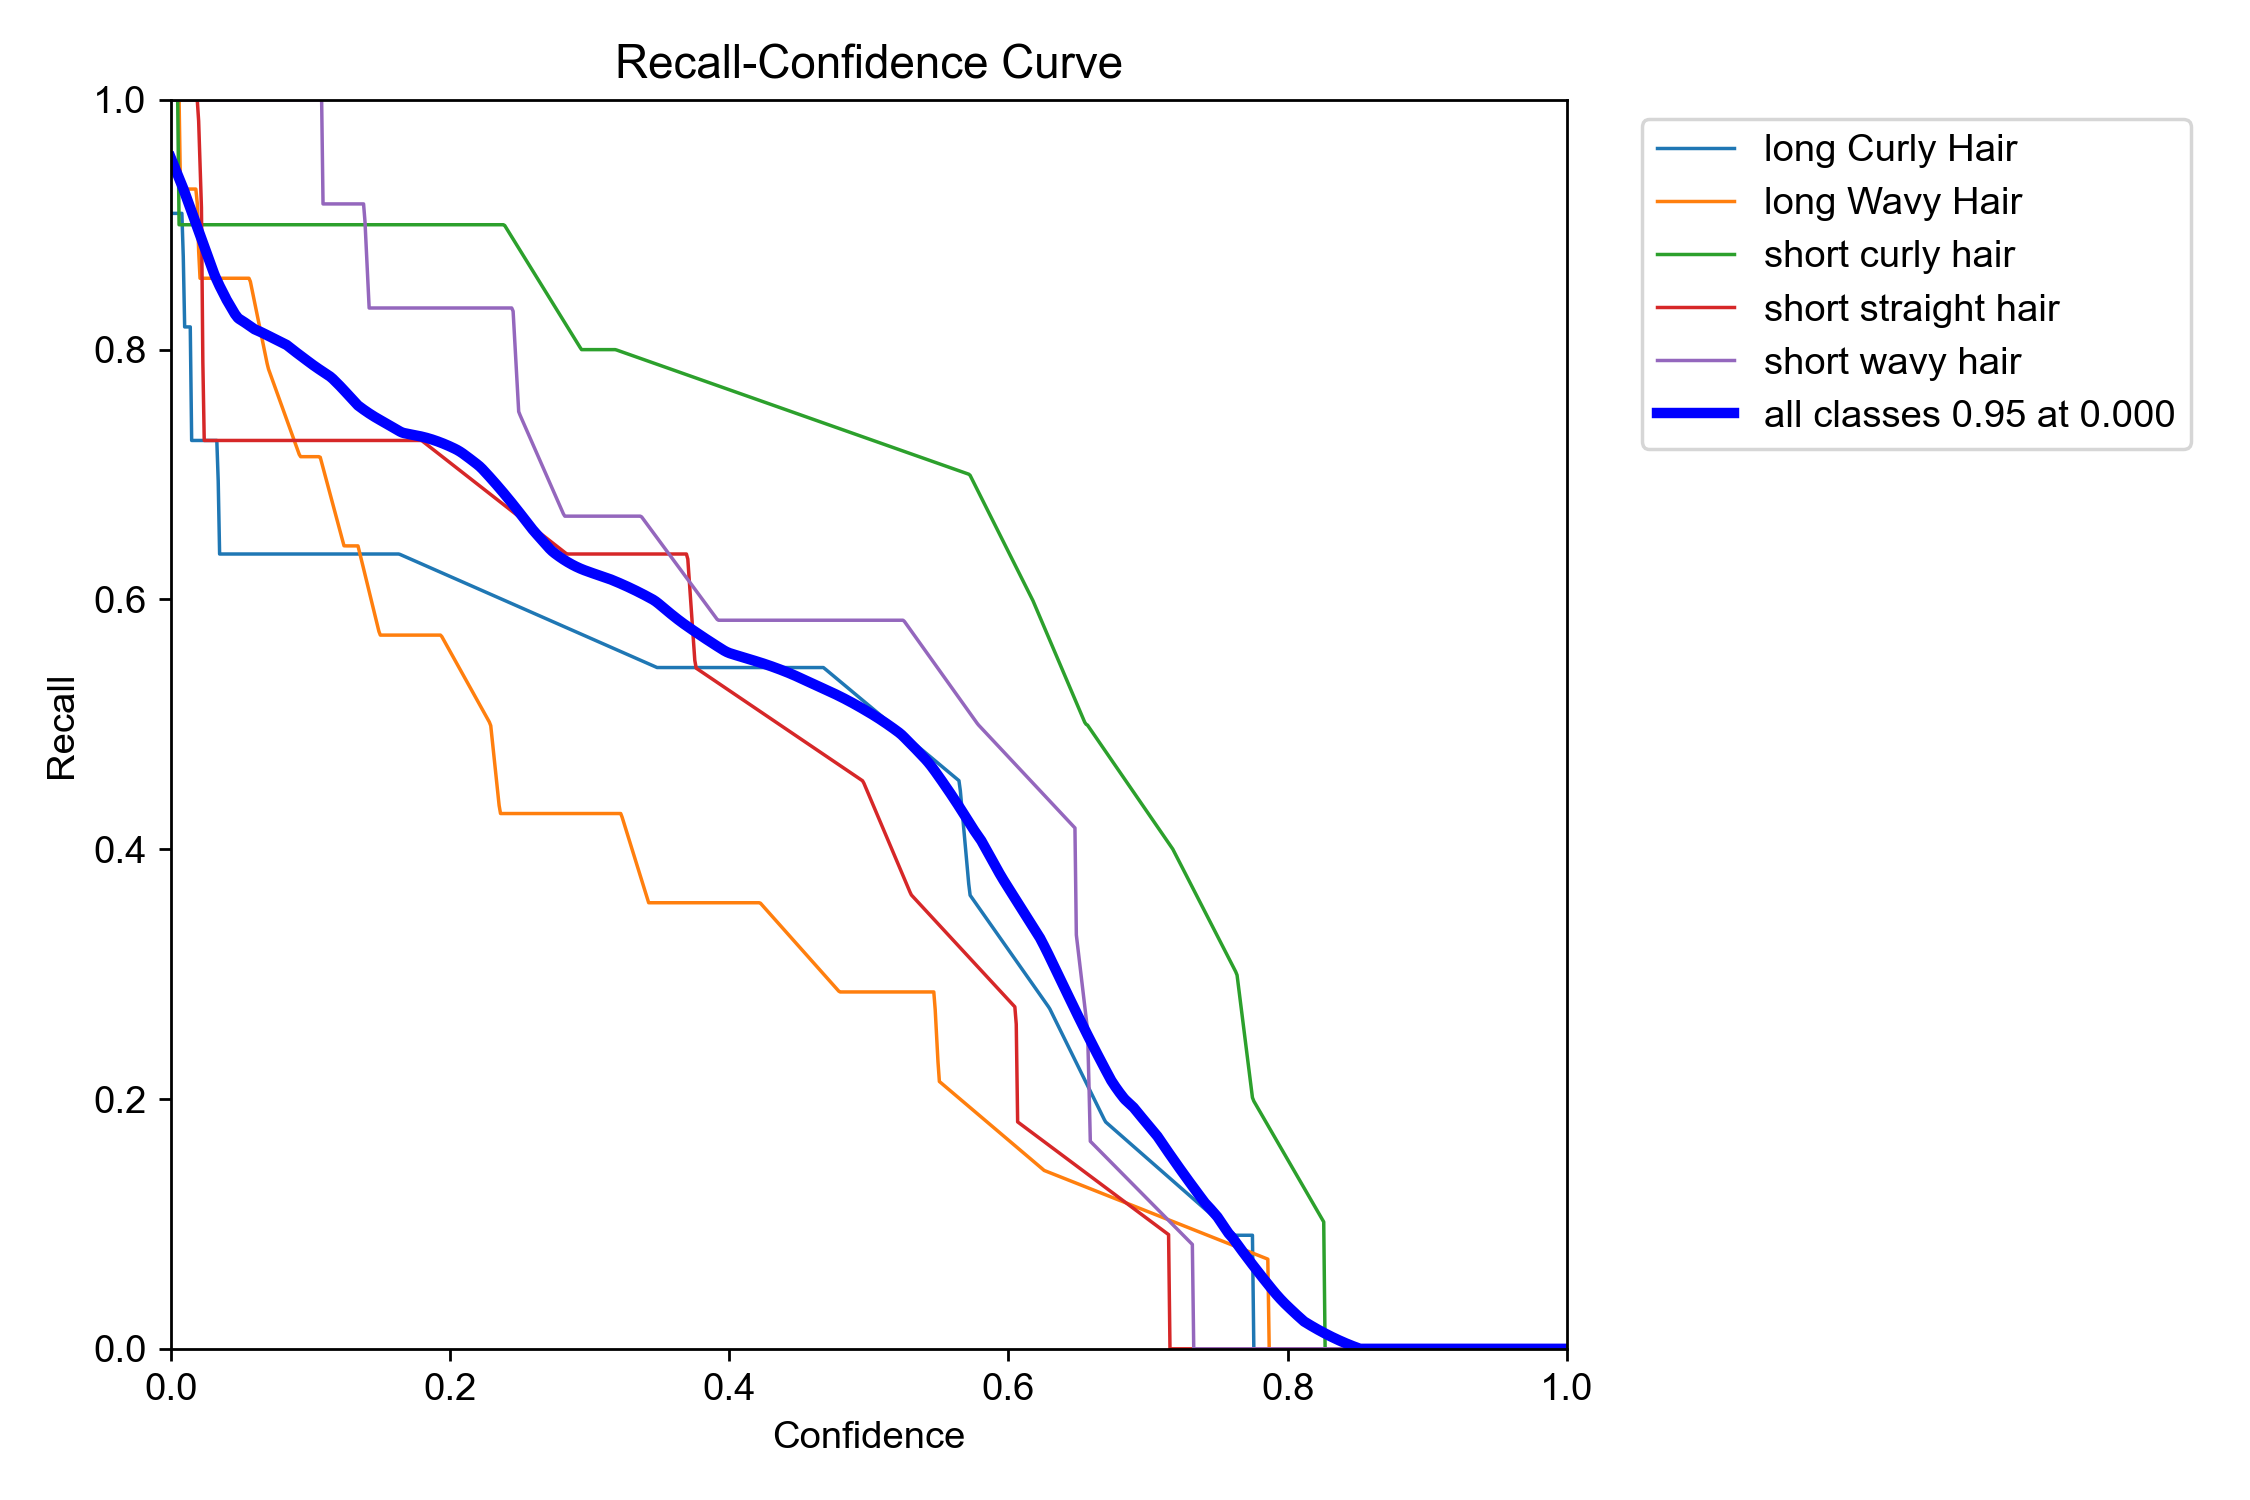 Recall-Confidence Curve
1.0
0.8
0.6
0.4
0.2
0.0
Recall
0.0 0.2 0.4 0.6 0.8 1.0
Confidence
long Curly Hair
long Wavy Hair
short curly hair
short straight hair
short wavy hair
all classes 0.95 at 0.000